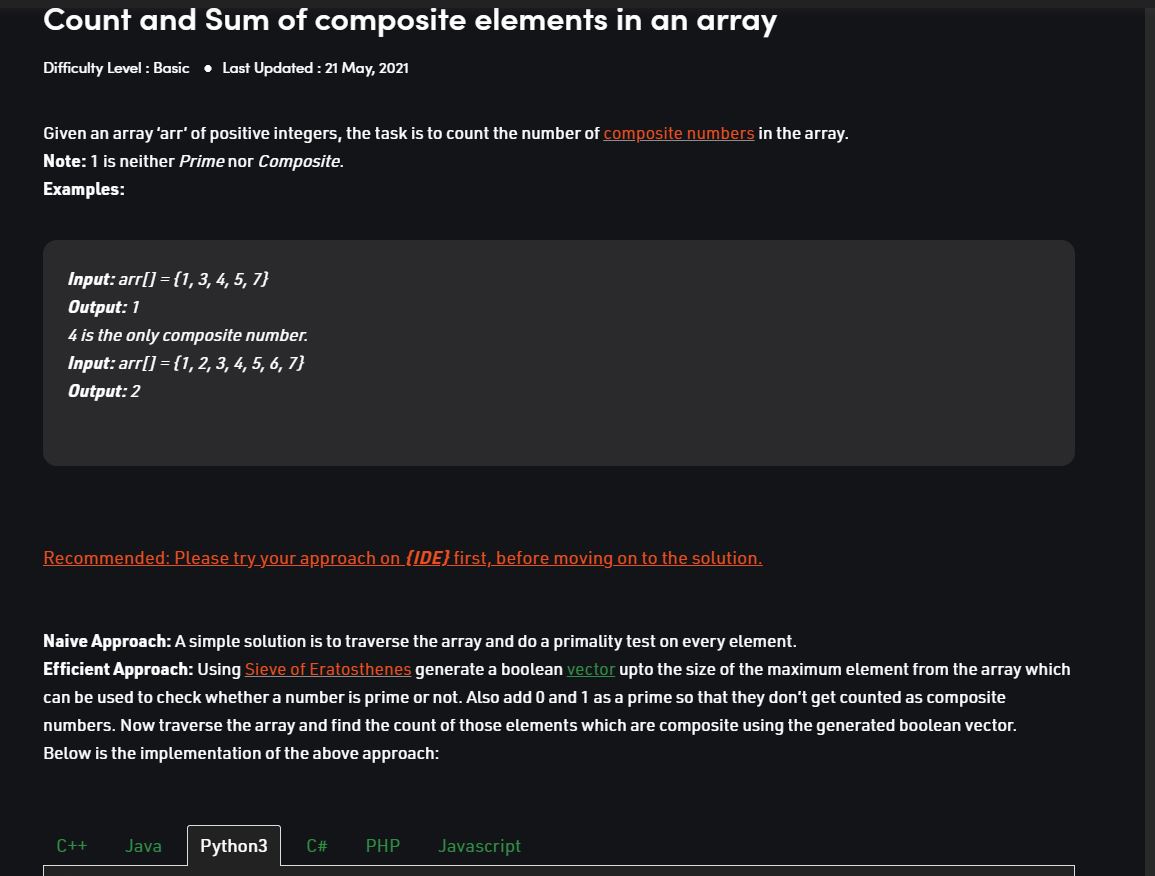 Count and Sum of composite elements in an array
Difficulty Level : Basic ● Last Updated : 21 May, 2021
Given an array ‘arr’ of positive integers, the task is to count the number of composite numbers in the array.
Note: 1 is neither Prime nor Composite.
Examples:
Input: arr[] = {1, 3, 4, 5, 7}
Output: 1
4 is the only composite number.
Input: arr[] = {1, 2, 3, 4, 5, 6, 7}
Output: 2
Recommended: Please try your approach on {IDE} first, before moving on to the solution.
Naive Approach: A simple solution is to traverse the array and do a primality test on every element.
Efficient Approach: Using Sieve of Eratosthenes generate a boolean vector upto the size of the maximum element from the array which
can be used to check whether a number is prime or not. Also add 0 and 1 as a prime so that they don’t get counted as composite
numbers. Now traverse the array and find the count of those elements which are composite using the generated boolean vector.
Below is the implementation of the above approach:
C++ Java Python3 C# PHP Javascript